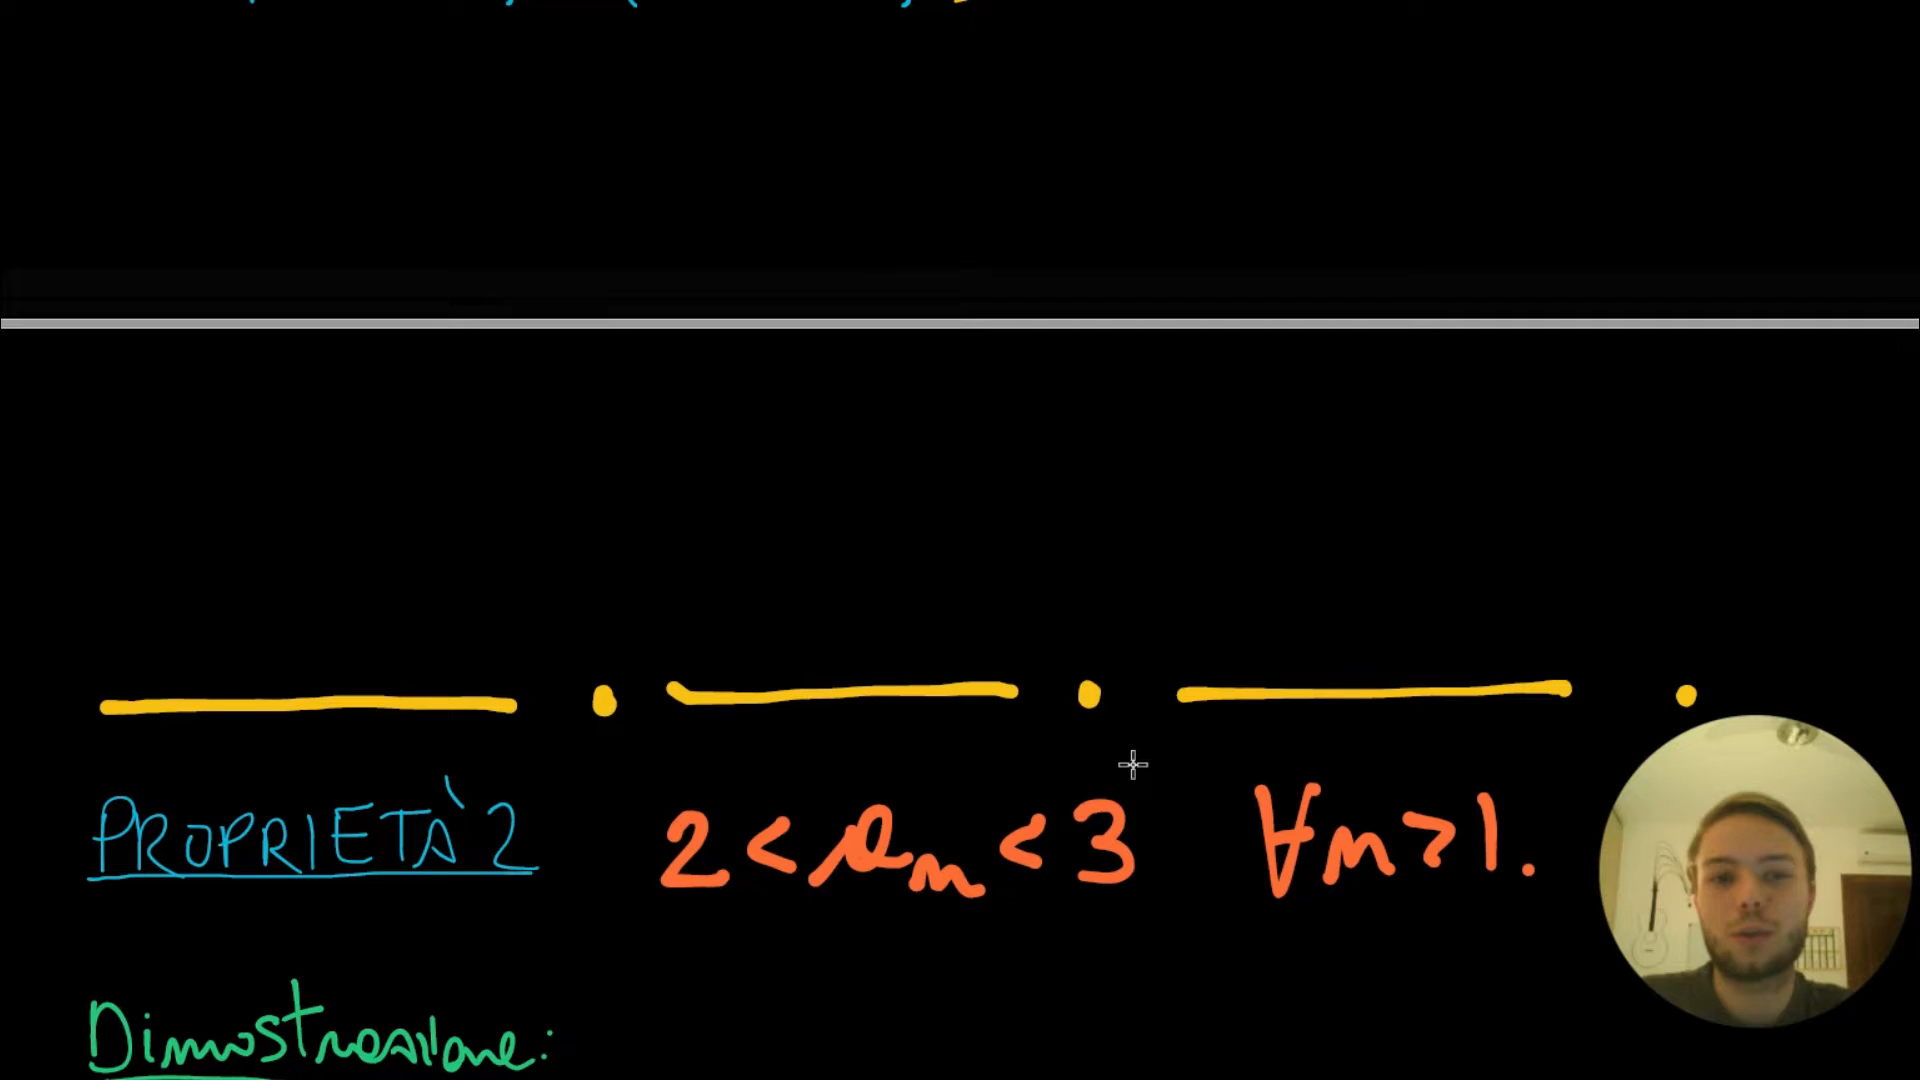 PROPRIETÀ 2 2 < an < 3 ∀n > 1.
Dimostrazione: